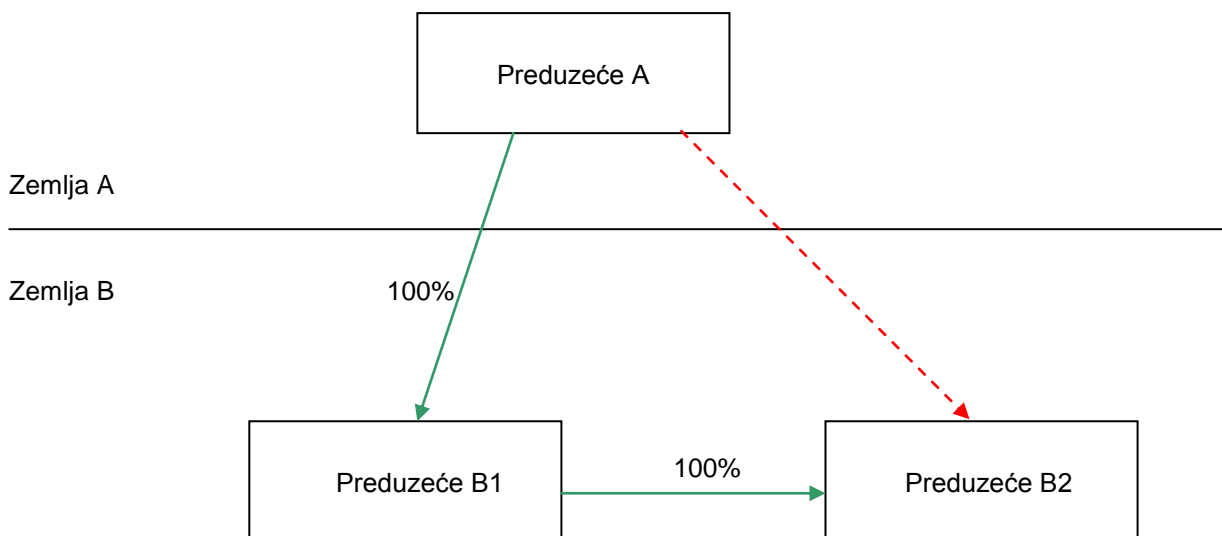 Preduzeće A
Zemlja A
Zemlja B
100%
100%
Preduzeće B1
Preduzeće B2